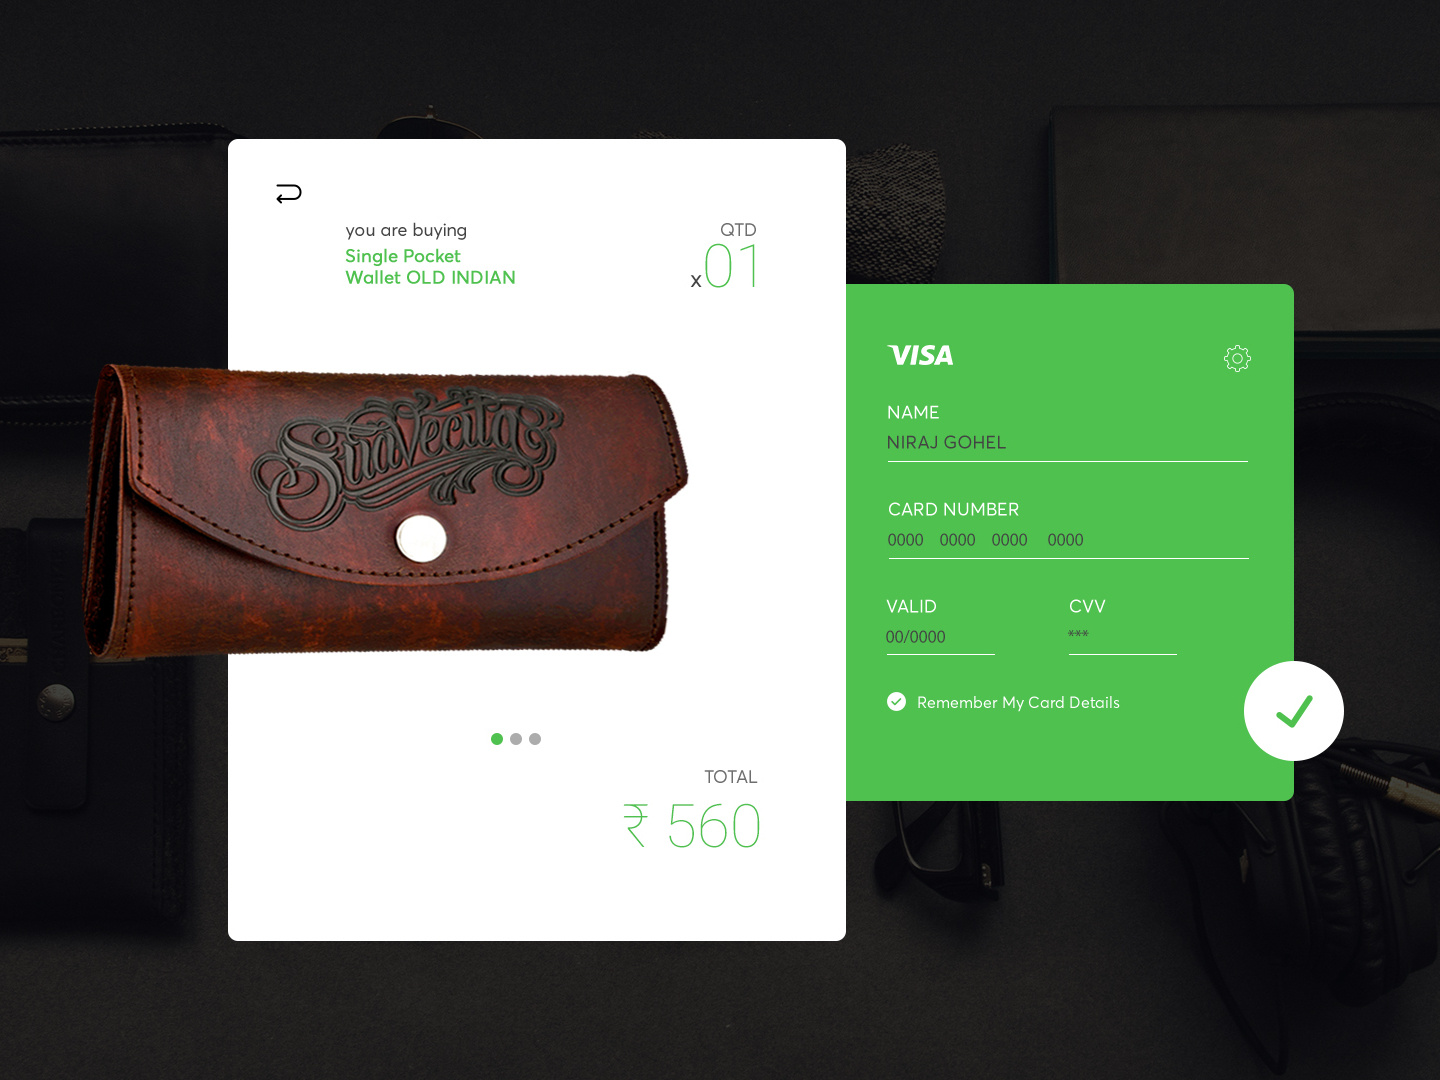 you are buying
Single Pocket
Wallet OLD INDIAN
QTD
x01
Suavecita
TOTAL
₹ 560
VISA
NAME
NIRAJ GOHEL
CARD NUMBER
0000 0000 0000 0000
VALID
00/0000
CVV
***
Remember My Card Details